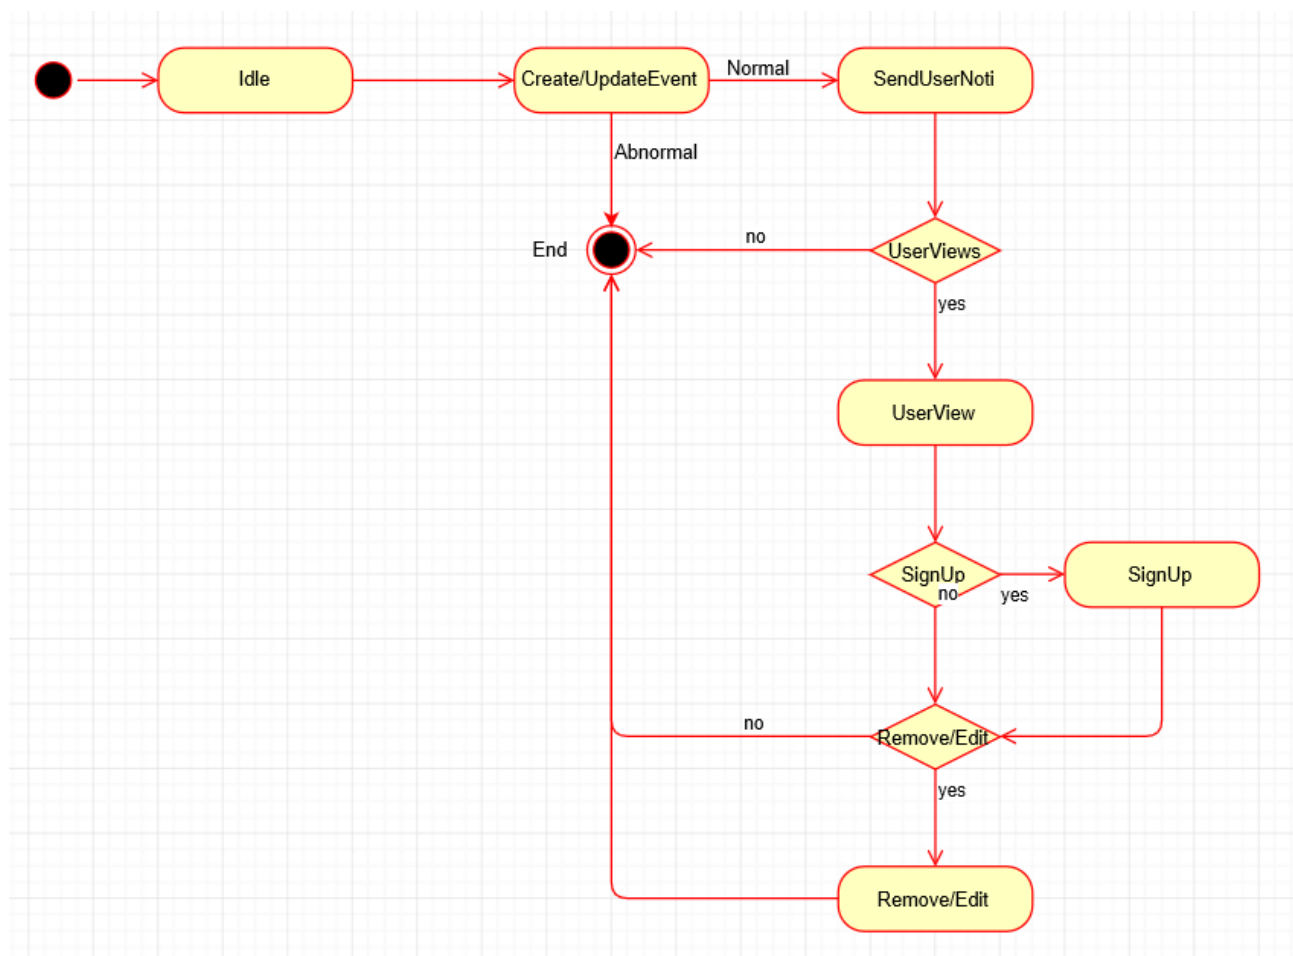 Idle
Create/UpdateEvent
Normal
SendUserNoti
Abnormal
End
no
UserViews
yes
UserView
SignUp
no
yes
SignUp
no
Remove/Edit
yes
Remove/Edit